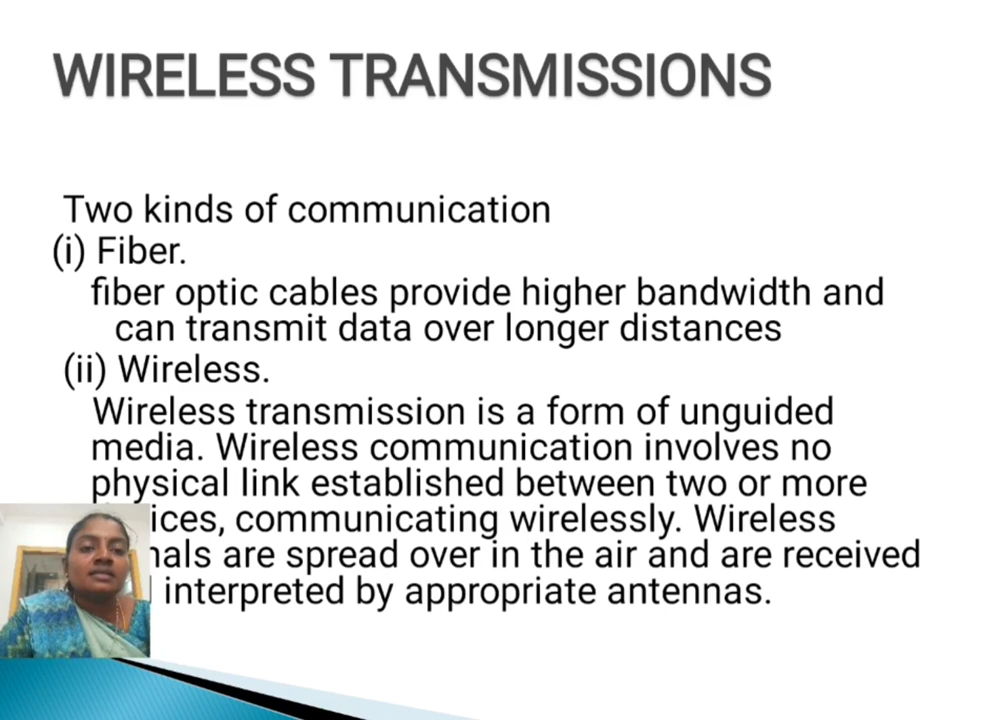 WIRELESS TRANSMISSIONS
Two kinds of communication
(i) Fiber.
fiber optic cables provide higher bandwidth and
can transmit data over longer distances
(ii) Wireless.
Wireless transmission is a form of unguided
media. Wireless communication involves no
physical link established between two or more
ices, communicating wirelessly. Wireless
nals are spread over in the air and are received
interpreted by appropriate antennas.